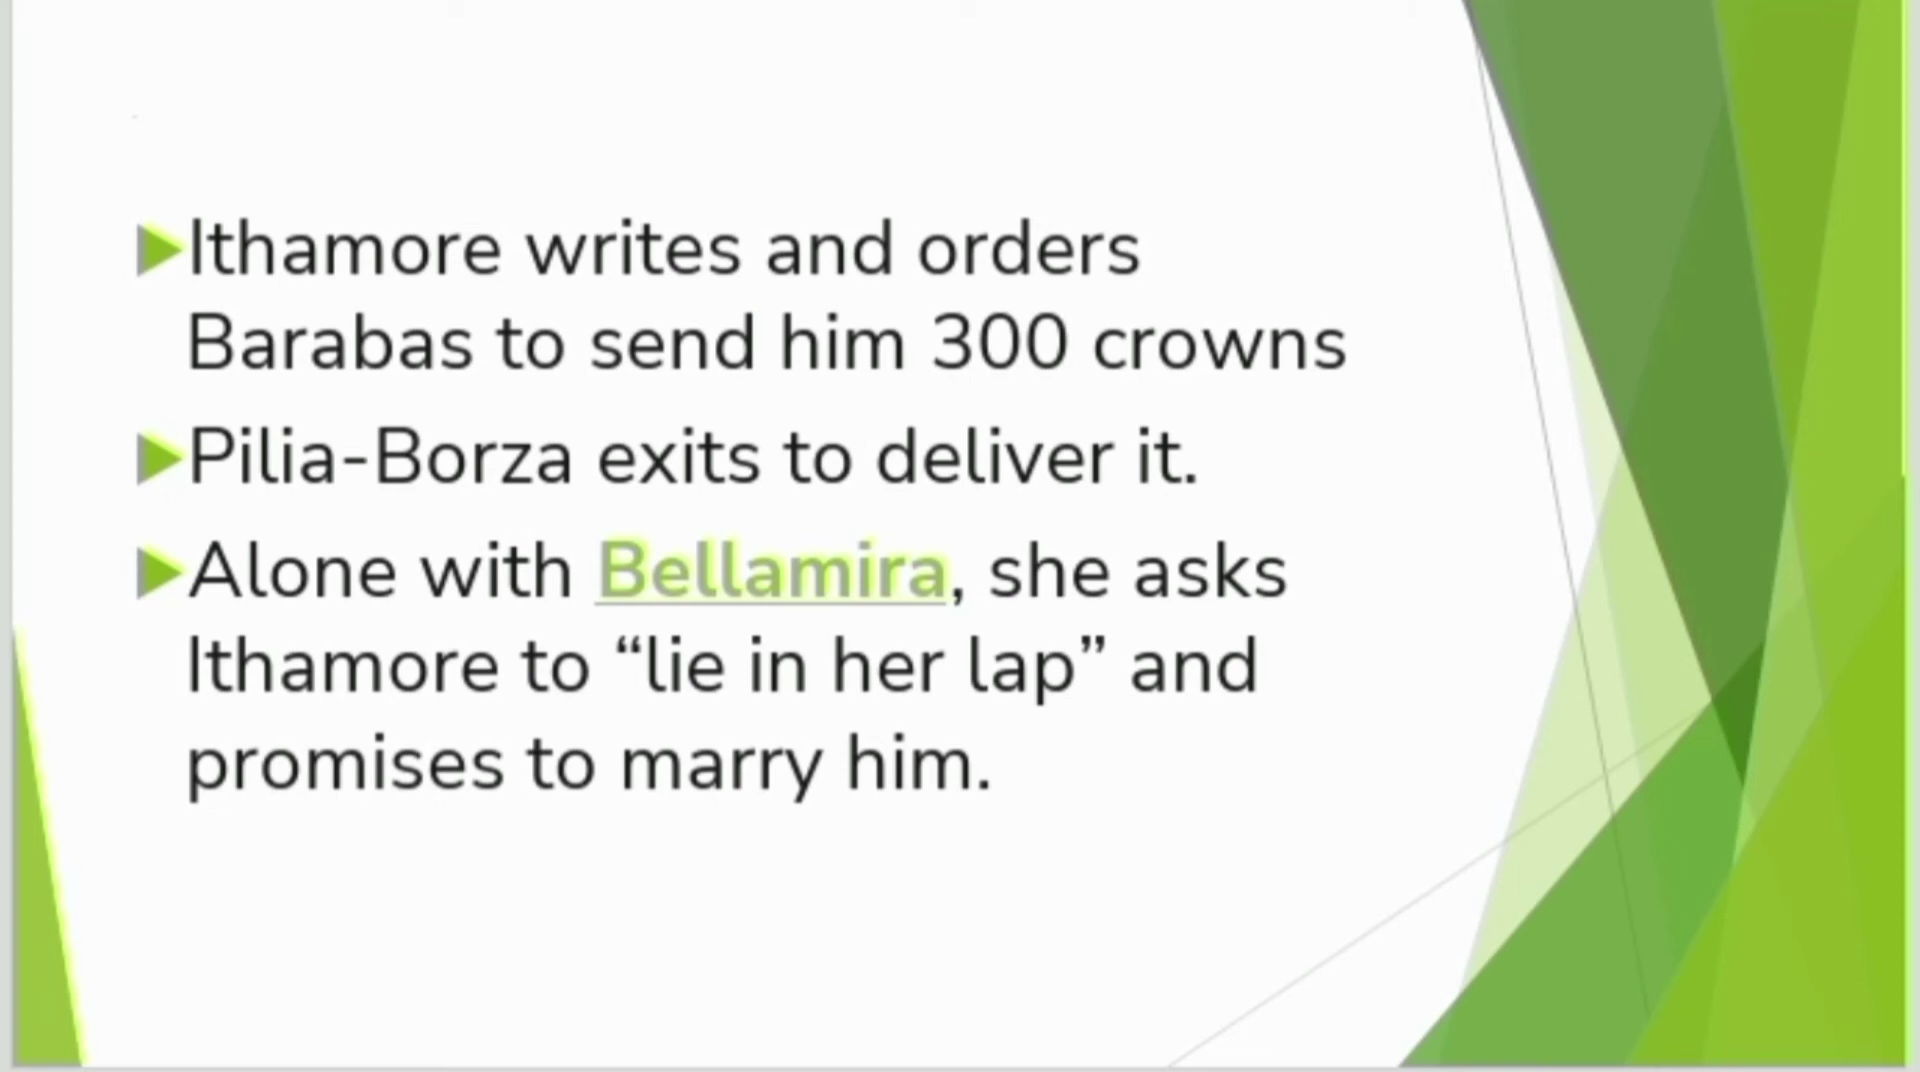 Ithamore writes and orders
Barabas to send him 300 crowns
Pilia-Borza exits to deliver it.
Alone with Bellamira, she asks
Ithamore to “lie in her lap” and
promises to marry him.